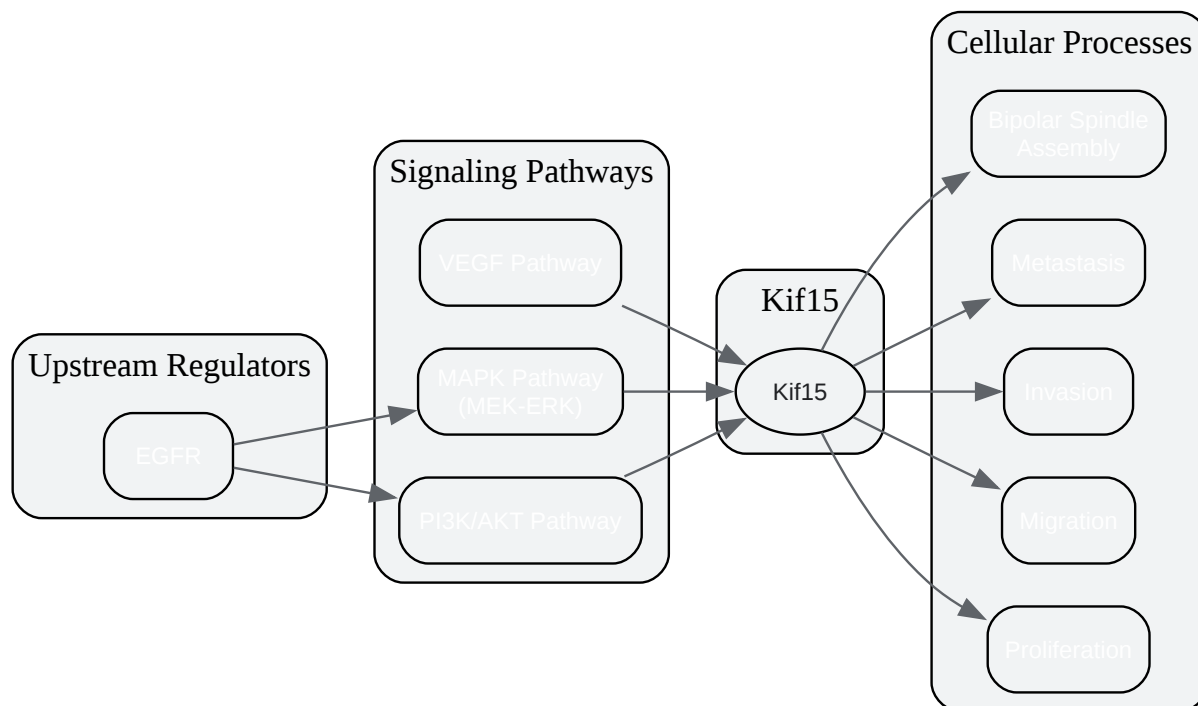 Upstream Regulators
EGFR
Signaling Pathways
VEGF Pathway
MAPK Pathway
(MEK-ERK)
PI3K/AKT Pathway
Kif15
Kif15
Cellular Processes
Bipolar Spindle
Assembly
Metastasis
Invasion
Migration
Proliferation